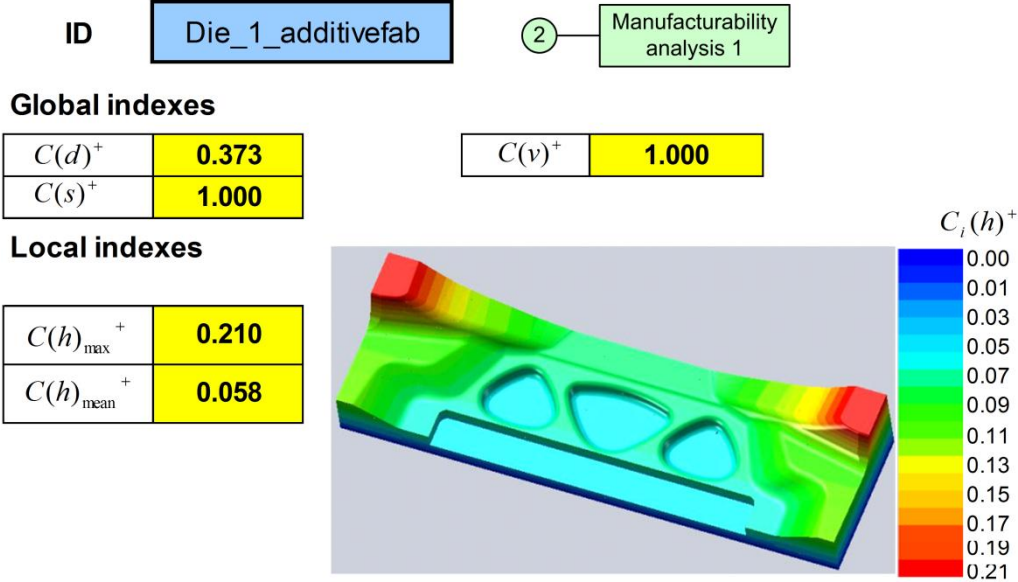 ID
Die_1_additivefab
2
Manufacturability
analysis 1
Global indexes
C(d)⁺ 0.373
C(v)⁺ 1.000
C(s)⁺ 1.000
Local indexes
C(h)max⁺ 0.210
C(h)mean⁺ 0.058
Cᵢ(h)⁺
0.00
0.01
0.03
0.05
0.07
0.09
0.11
0.13
0.15
0.17
0.19
0.21